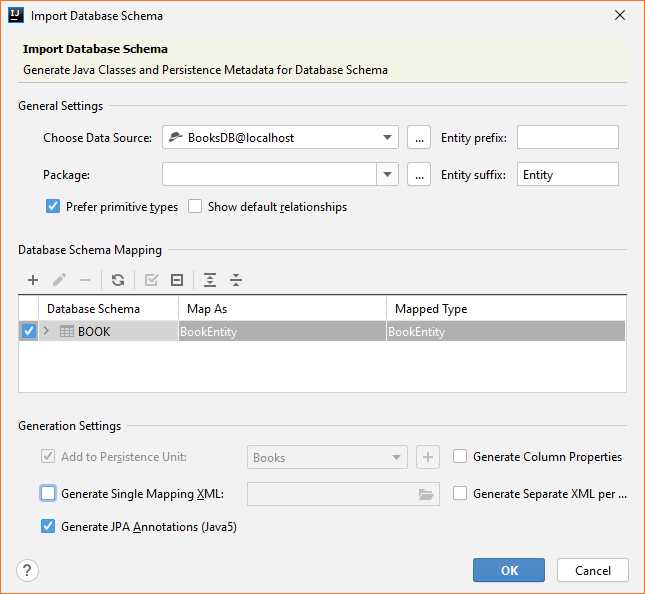 IJ Import Database Schema
Import Database Schema
Generate Java Classes and Persistence Metadata for Database Schema
General Settings
Choose Data Source: BooksDB@localhost ... Entity prefix:
Package: ... Entity suffix: Entity
Prefer primitive types Show default relationships
Database Schema Mapping
Database Schema Map As Mapped Type
BOOK BookEntity BookEntity
Generation Settings
Add to Persistence Unit: Books Generate Column Properties
Generate Single Mapping XML: Generate Separate XML per ...
Generate JPA Annotations (Java5)
? OK Cancel